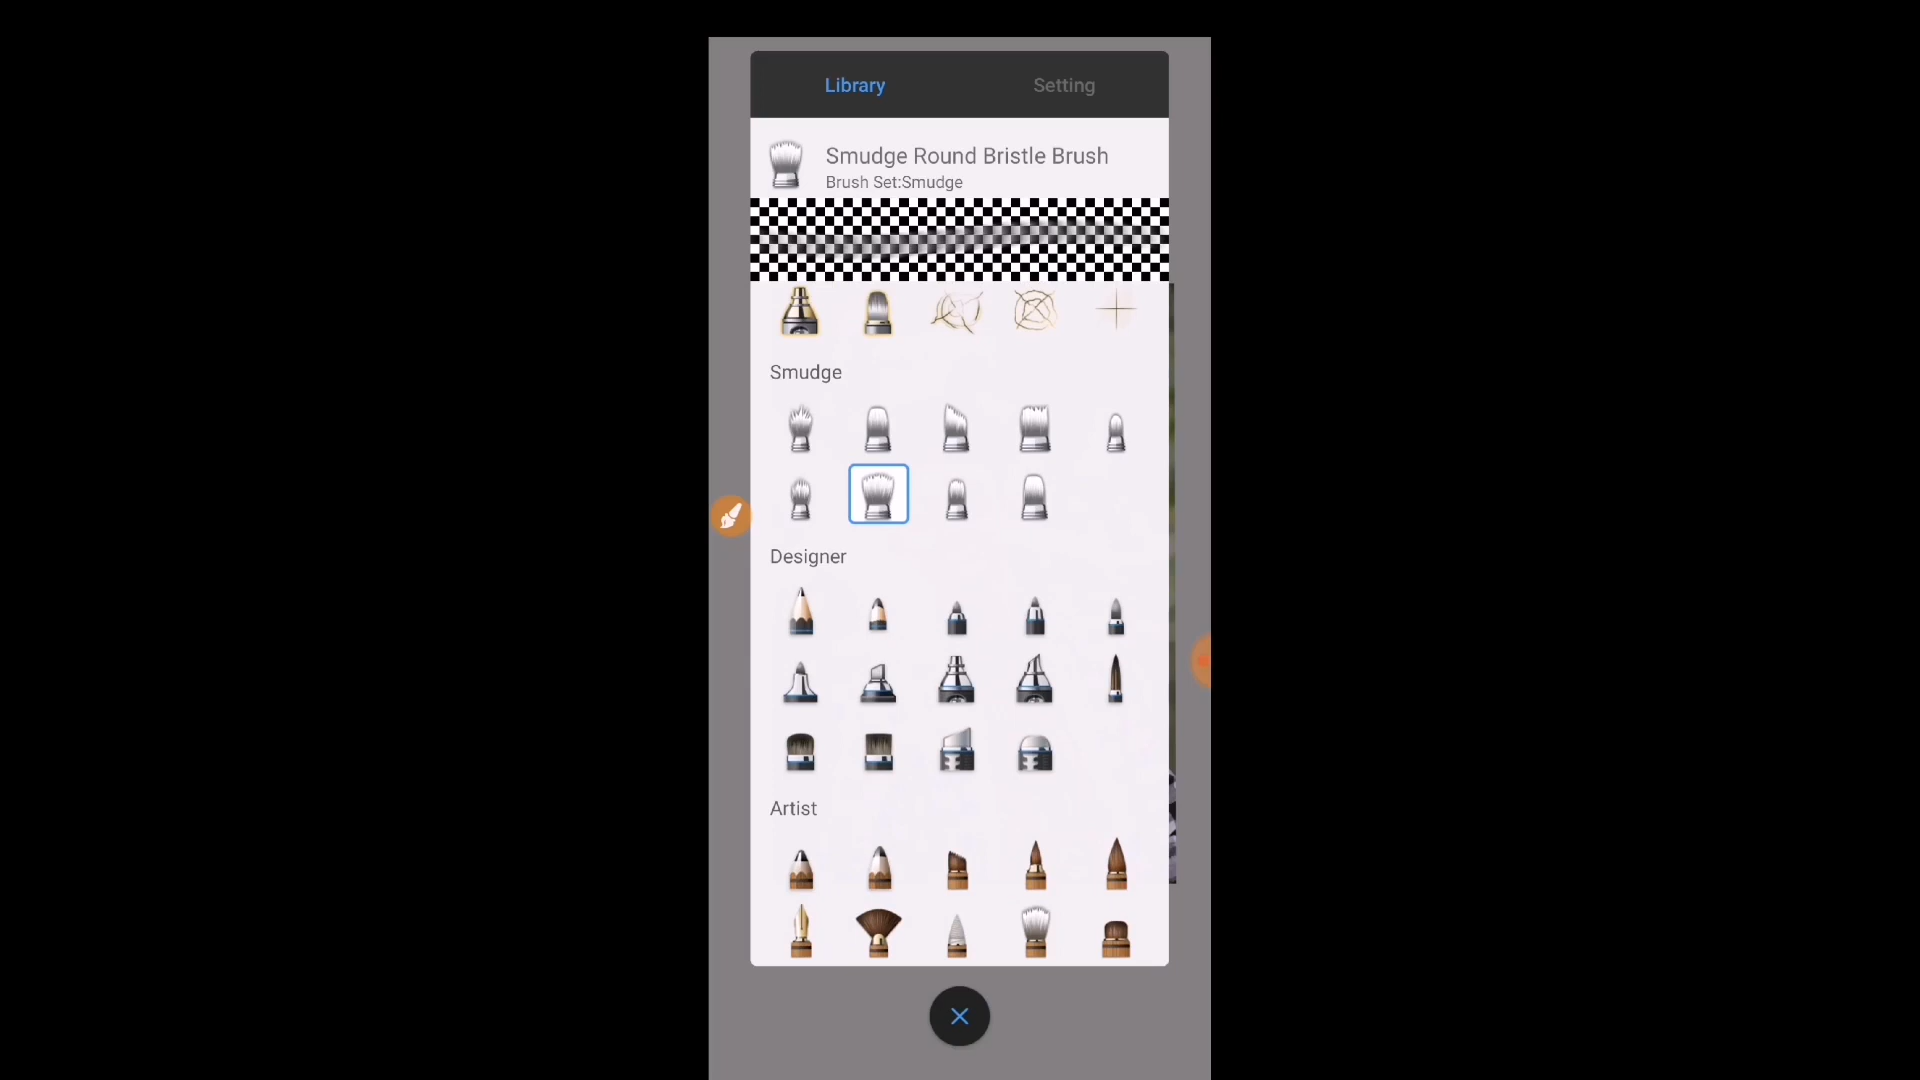 Library
Setting
Smudge Round Bristle Brush
Brush Set:Smudge
Smudge
Designer
Artist